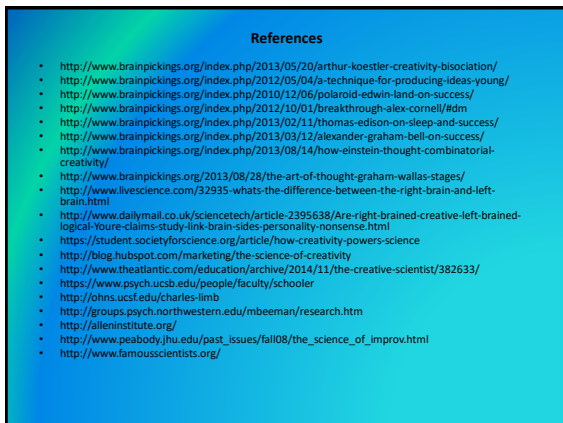 References
• http://www.brainpickings.org/index.php/2013/05/20/arthur-koestler-creativity-bisociation/
• http://www.brainpickings.org/index.php/2012/05/04/a-technique-for-producing-ideas-young/
• http://www.brainpickings.org/index.php/2010/12/06/polaroid-edwin-land-on-success/
• http://www.brainpickings.org/index.php/2012/10/01/breakthrough-alex-cornell/#dm
• http://www.brainpickings.org/index.php/2013/02/11/thomas-edison-on-sleep-and-success/
• http://www.brainpickings.org/index.php/2013/03/12/alexander-graham-bell-on-success/
• http://www.brainpickings.org/index.php/2013/08/14/how-einstein-thought-combinatorial-
creativity/
• http://www.brainpickings.org/2013/08/28/the-art-of-thought-graham-wallas-stages/
• http://www.livescience.com/32935-whats-the-difference-between-the-right-brain-and-left-
brain.html
• http://www.dailymail.co.uk/sciencetech/article-2395638/Are-right-brained-creative-left-brained-
logical-Youre-claims-study-link-brain-sides-personality-nonsense.html
• https://student.societyforscience.org/article/how-creativity-powers-science
• http://blog.hubspot.com/marketing/the-science-of-creativity
• http://www.theatlantic.com/education/archive/2014/11/the-creative-scientist/382633/
• https://www.psych.ucsb.edu/people/faculty/schooler
• http://ohns.ucsf.edu/charles-limb
• http://groups.psych.northwestern.edu/mbeeman/research.htm
• http://alleninstitute.org/
• http://www.peabody.jhu.edu/past_issues/fall08/the_science_of_improv.html
• http://www.famousscientists.org/